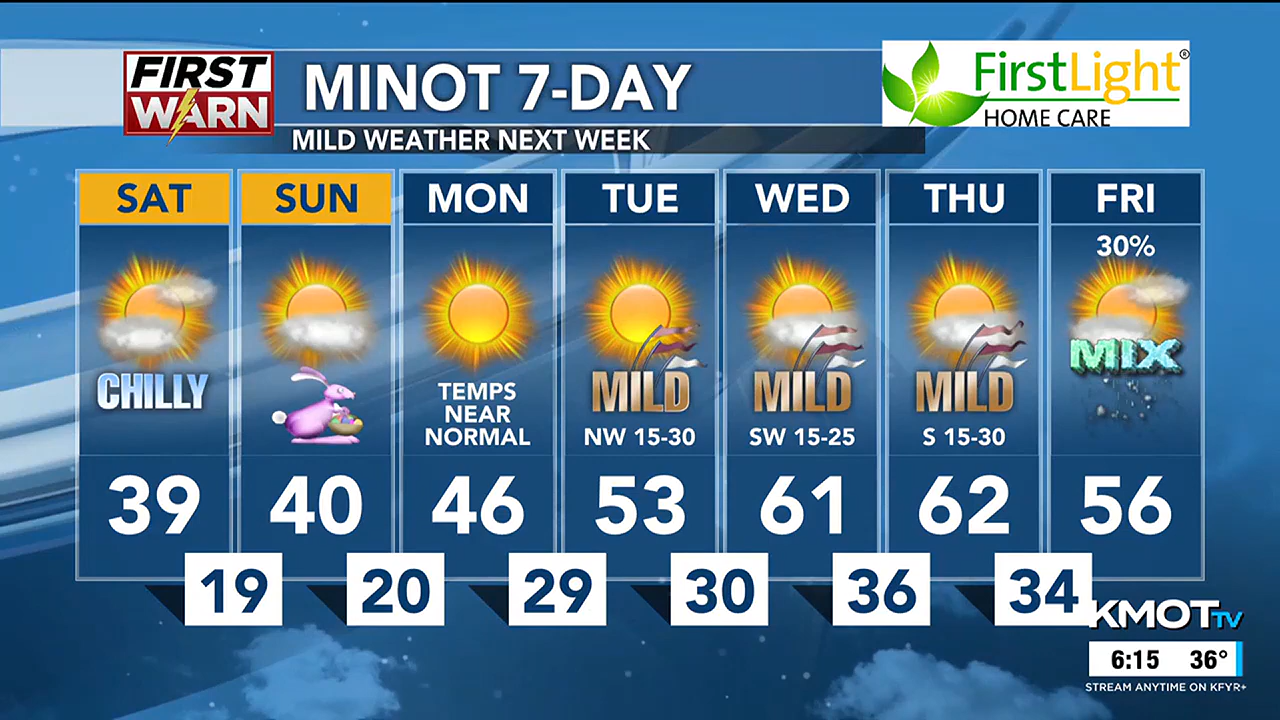 FIRST
WARN
MINOT 7-DAY
MILD WEATHER NEXT WEEK
FirstLight®
HOME CARE
SAT SUN MON TUE WED THU FRI
30%
CHILLY
TEMPS
NEAR
NORMAL
MILD MILD MILD
MIX
NW 15-30 SW 15-25 S 15-30
39 40 46 53 61 62 56
19 20 29 30 36 34
KMOT TV
6:15 36°
STREAM ANYTIME ON KFYR+